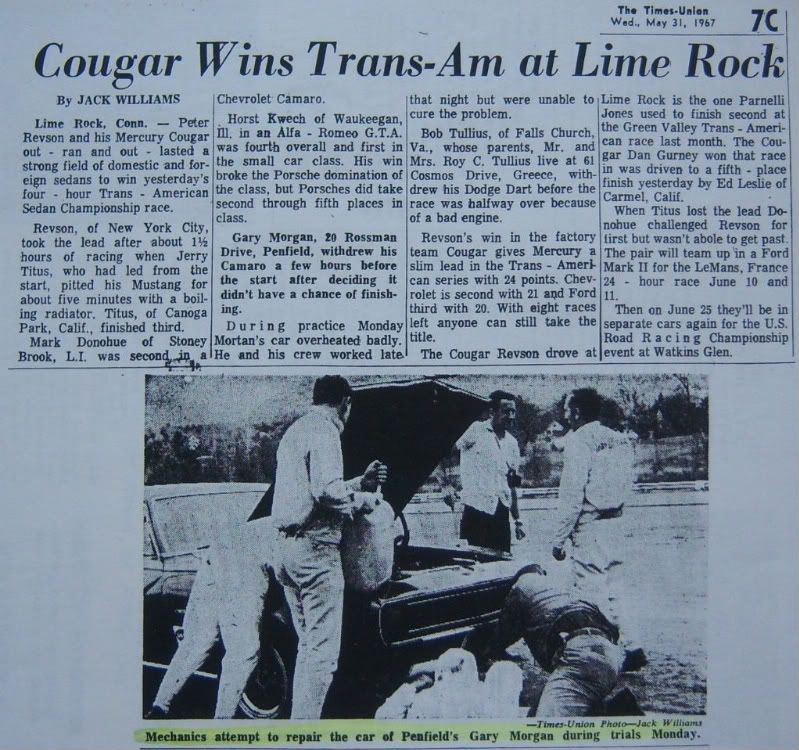 The Times-Union
Wed., May 31, 1967
7C
Cougar Wins Trans-Am at Lime Rock
By JACK WILLIAMS
Lime Rock, Conn. — Peter
Revson and his Mercury Cougar
out - ran and out - lasted a
strong field of domestic and for-
eign sedans to win yesterday's
four - hour Trans - American
Sedan Championship race.
Revson, of New York City,
took the lead after about 1½
hours of racing when Jerry
Titus, who had led from the
start, pitted his Mustang for
about five minutes with a boil-
ing radiator. Titus, of Canoga
Park, Calif., finished third.
Mark Donohue of Stoney
Brook, L.I. was second in a
Chevrolet Camaro.
Horst Kwech of Waukeegan,
Ill. in an Alfa - Romeo G.T.A.
was fourth overall and first in
the small car class. His win
broke the Porsche domination of
the class, but Porsches did take
second through fifth places in
class.
Gary Morgan, 20 Rossman
Drive, Penfield, withdrew his
Camaro a few hours before
the start after deciding it
didn't have a chance of finish-
ing.
During practice Monday
Mortan's car overheated badly.
He and his crew worked late
that night but were unable to
cure the problem.
Bob Tullius, of Falls Church,
Va., whose parents, Mr. and
Mrs. Roy C. Tullius live at 61
Cosmos Drive, Greece, with-
drew his Dodge Dart before the
race was halfway over because
of a bad engine.
Revson's win in the factory
team Cougar gives Mercury a
slim lead in the Trans - Ameri-
can series with 24 points. Chev-
rolet is second with 21 and Ford
third with 20. With eight races
left anyone can still take the
title.
The Cougar Revson drove at
Lime Rock is the one Parnelli
Jones used to finish second at
the Green Valley Trans - Ameri-
can race last month. The Cou-
gar Dan Gurney won that race
in was driven to a fifth - place
finish yesterday by Ed Leslie of
Carmel, Calif.
When Titus lost the lead Do-
nohue challenged Revson for
first but wasn't abole to get past.
The pair will team up in a Ford
Mark II for the LeMans, France
24 - hour race June 10 and
11.
Then on June 25 they'll be in
separate cars again for the U.S.
Road Racing Championship
event at Watkins Glen.
—Times-Union Photo—Jack Williams
Mechanics attempt to repair the car of Penfield's Gary Morgan during trials Monday.